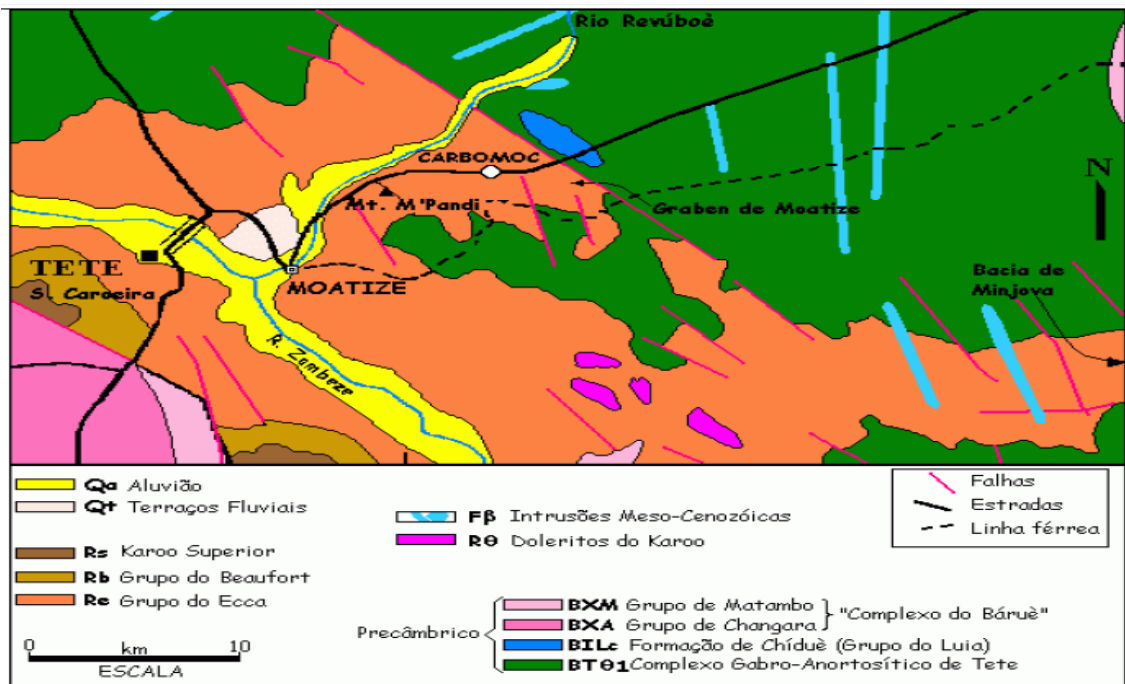 Rio Revúboè
CARBOMOC
Mt. M'Pandi
Graben de Moatize
N
TETE
MOATIZE
S. Caroeira
Bacia de
Minjova
R. Zambeze
Qa Aluvião
Qt Terraços Fluviais
Rs Karoo Superior
Rb Grupo do Beaufort
Re Grupo do Ecca
0 km 10
ESCALA
Fβ Intrusões Meso-Cenozóicas
Rθ Doleritos do Karoo
Precâmbrico
BXM Grupo de Matambo
BXA Grupo de Changara
"Complexo do Báruè"
BILc Formação de Chíduè (Grupo do Luia)
BTθ1 Complexo Gabro-Anortosítico de Tete
Falhas
Estradas
Linha férrea